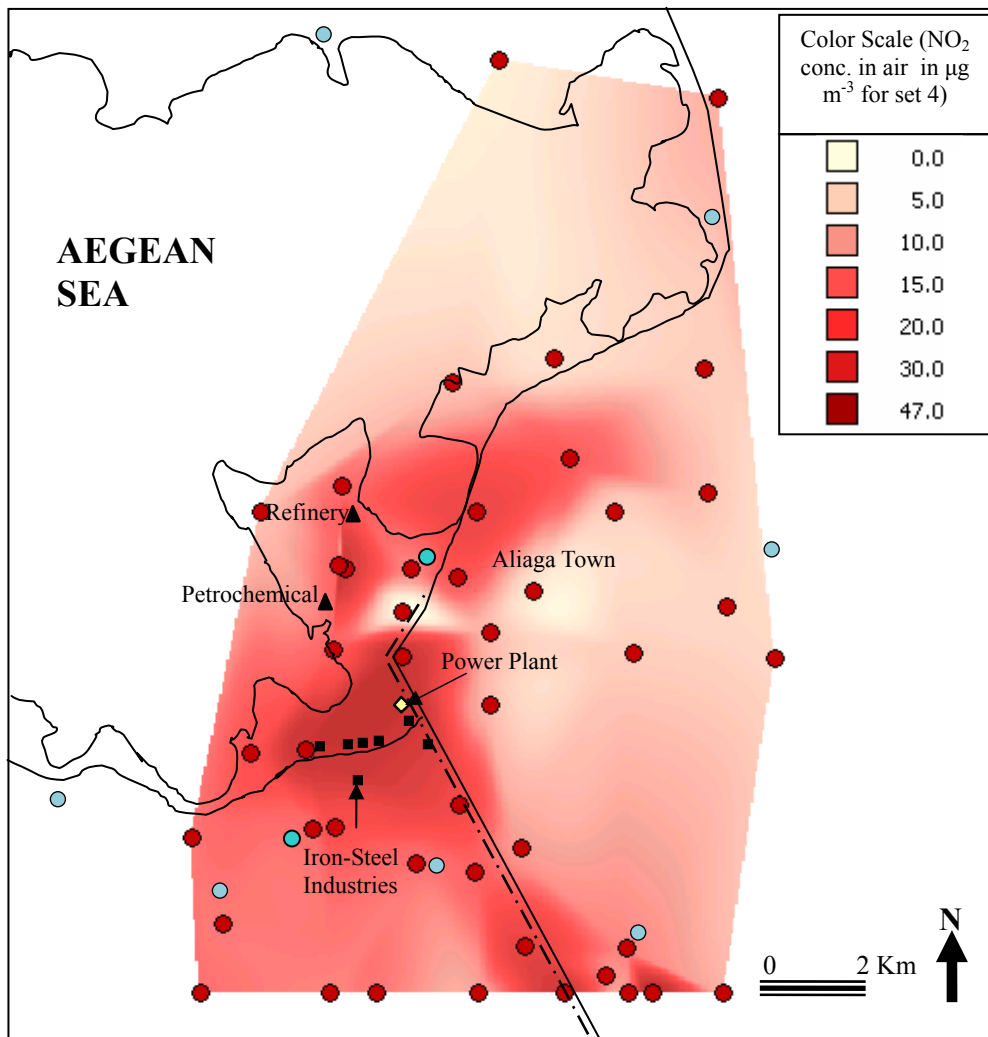 Color Scale (NO₂
conc. in air in µg
m⁻³ for set 4)
0.0
5.0
10.0
15.0
20.0
30.0
47.0
AEGEAN
SEA
Refinery
Aliaga Town
Petrochemical
Power Plant
Iron-Steel
Industries
N
0 2 Km